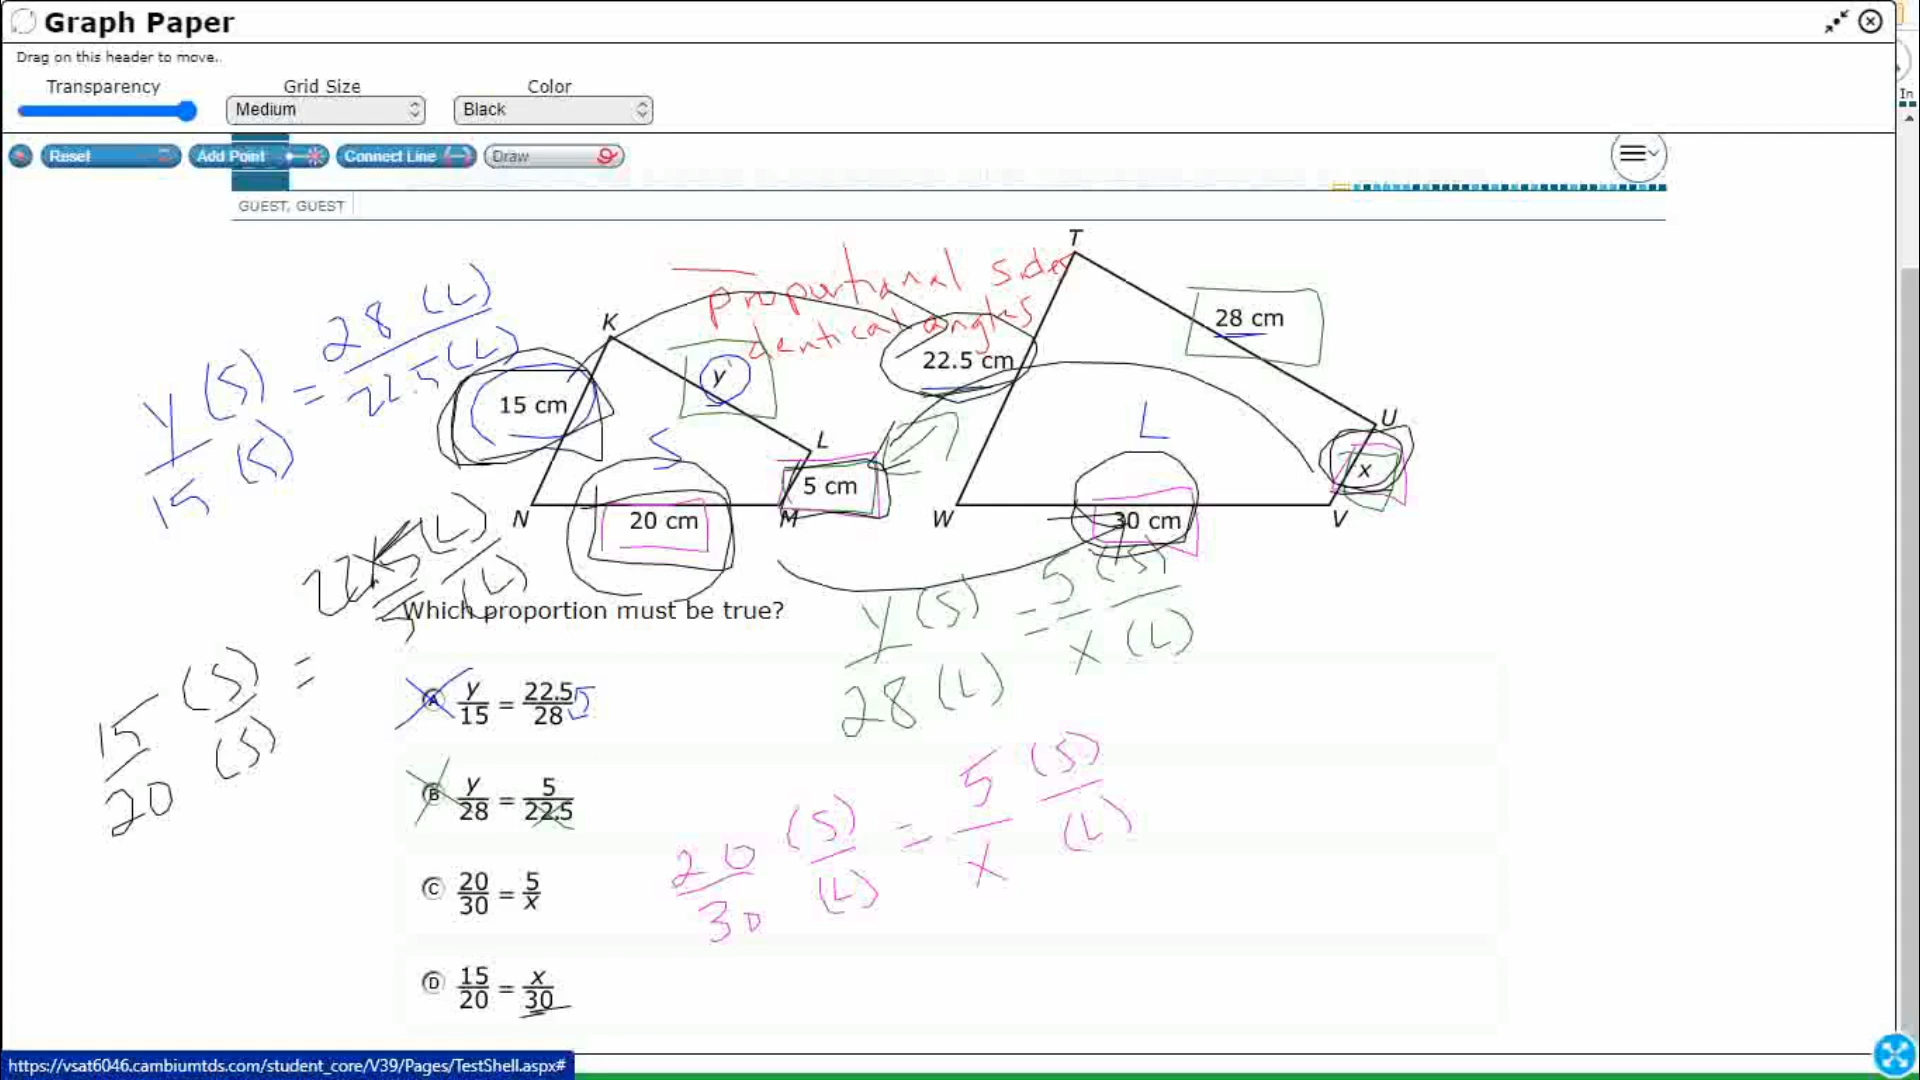 Graph Paper
Drag on this header to move..
Transparency
Grid Size
Color
Medium
Black
In
Reset
Add Point
Connect Line
Draw
GUEST, GUEST
proportional sides
identical angles
T
28 cm
K
y
22.5 cm
15 cm
L
U
x
S
L
5 cm
N
20 cm
M
W
30 cm
V
y (S) = 28 (L)
15 (S) 22.5 (L)
Which proportion must be true?
15 (S) = 22.5 (L)
20 (S) (L)
y (S) = 5 (S)
28 (L) x (L)
20 (S) = 5 (S)
30 (L) x (L)
A y/15 = 22.5/28
B y/28 = 5/22.5
C 20/30 = 5/x
D 15/20 = x/30
https://vsat6046.cambiumtds.com/student_core/V39/Pages/TestShell.aspx#